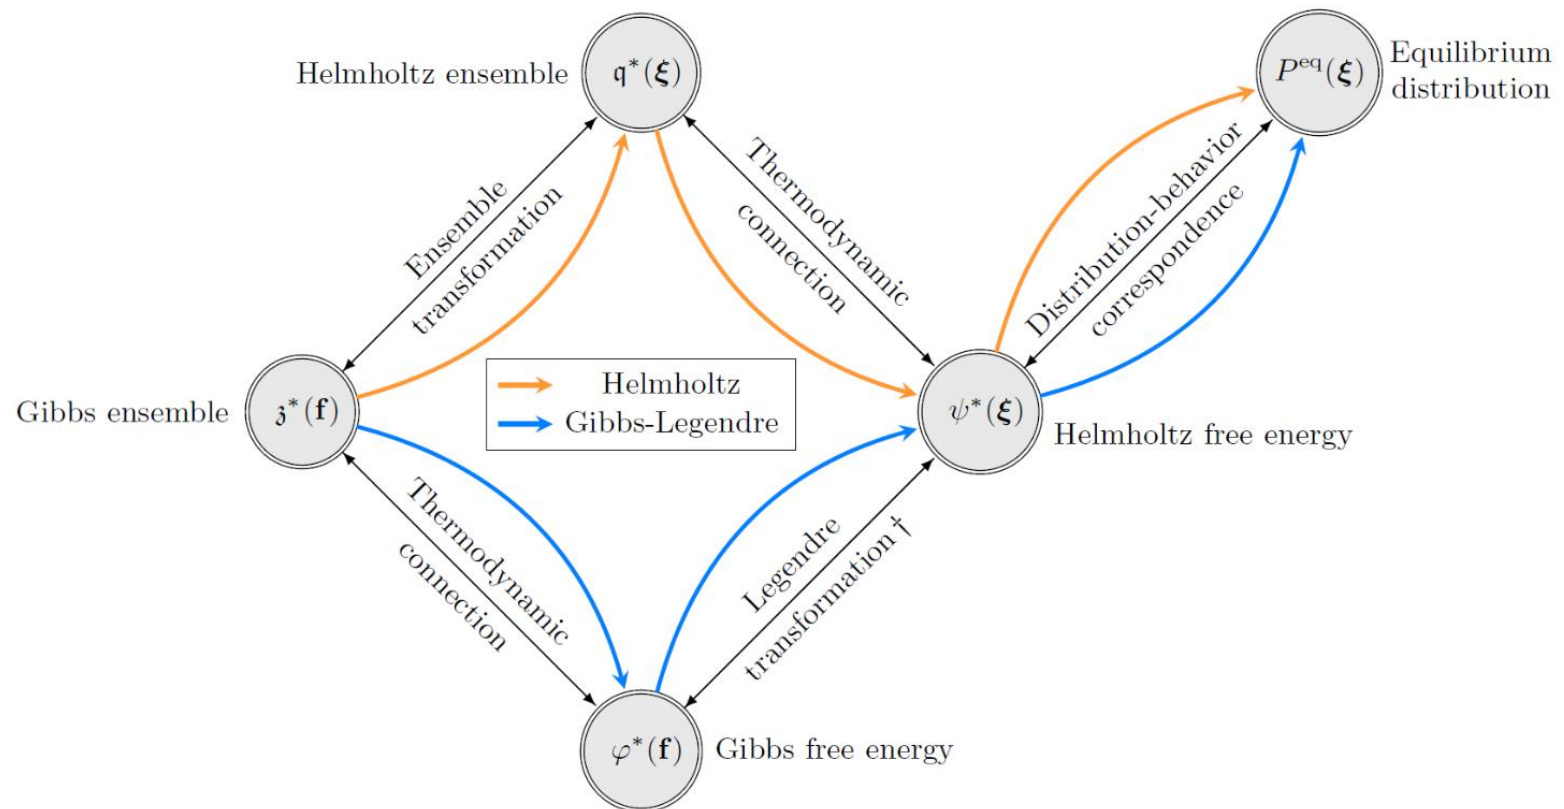 Helmholtz ensemble
𝔮*(ξ)
P^eq(ξ)
Equilibrium
distribution
Ensemble
transformation
Thermodynamic
connection
Distribution-behavior
correspondence
Helmholtz
Gibbs-Legendre
Gibbs ensemble
𝔷*(f)
ψ*(ξ)
Helmholtz free energy
Thermodynamic
connection
Legendre
transformation †
φ*(f)
Gibbs free energy